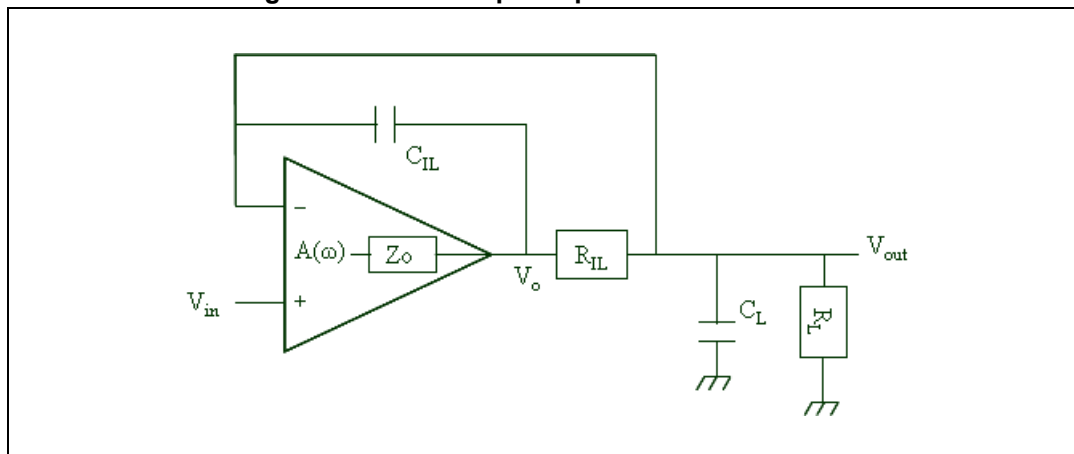 C_IL
−
A(ω)
Zo
V_o
R_IL
V_out
V_in
+
C_L
R_L